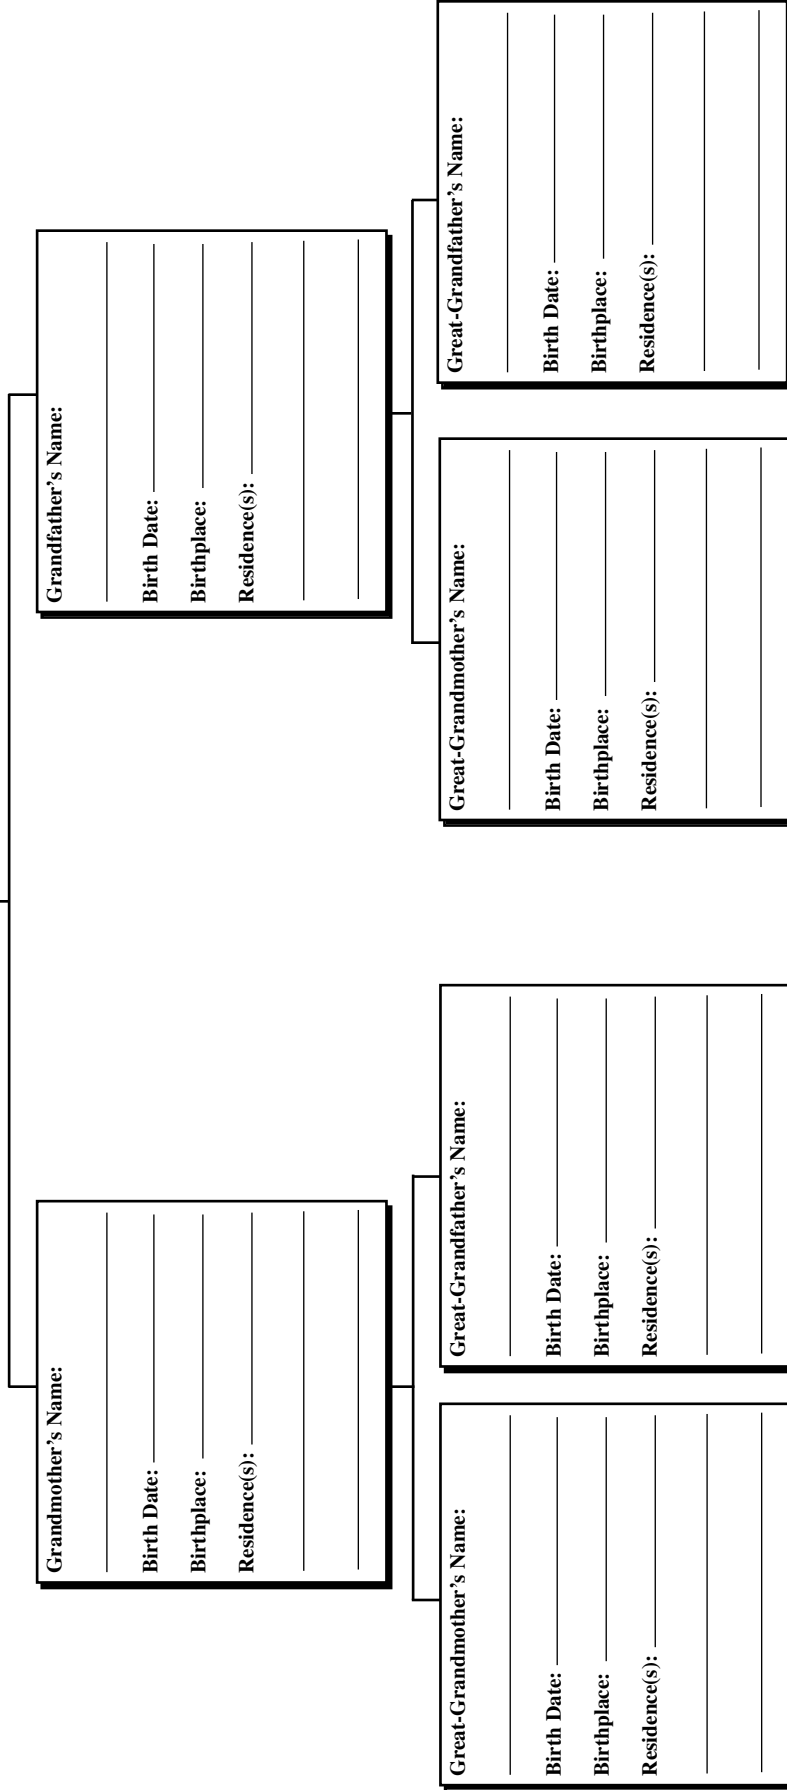 Grandmother's Name:
Birth Date:
Birthplace:
Residence(s):
Grandfather's Name:
Birth Date:
Birthplace:
Residence(s):
Great-Grandmother's Name:
Birth Date:
Birthplace:
Residence(s):
Great-Grandfather's Name:
Birth Date:
Birthplace:
Residence(s):
Great-Grandmother's Name:
Birth Date:
Birthplace:
Residence(s):
Great-Grandfather's Name:
Birth Date:
Birthplace:
Residence(s):